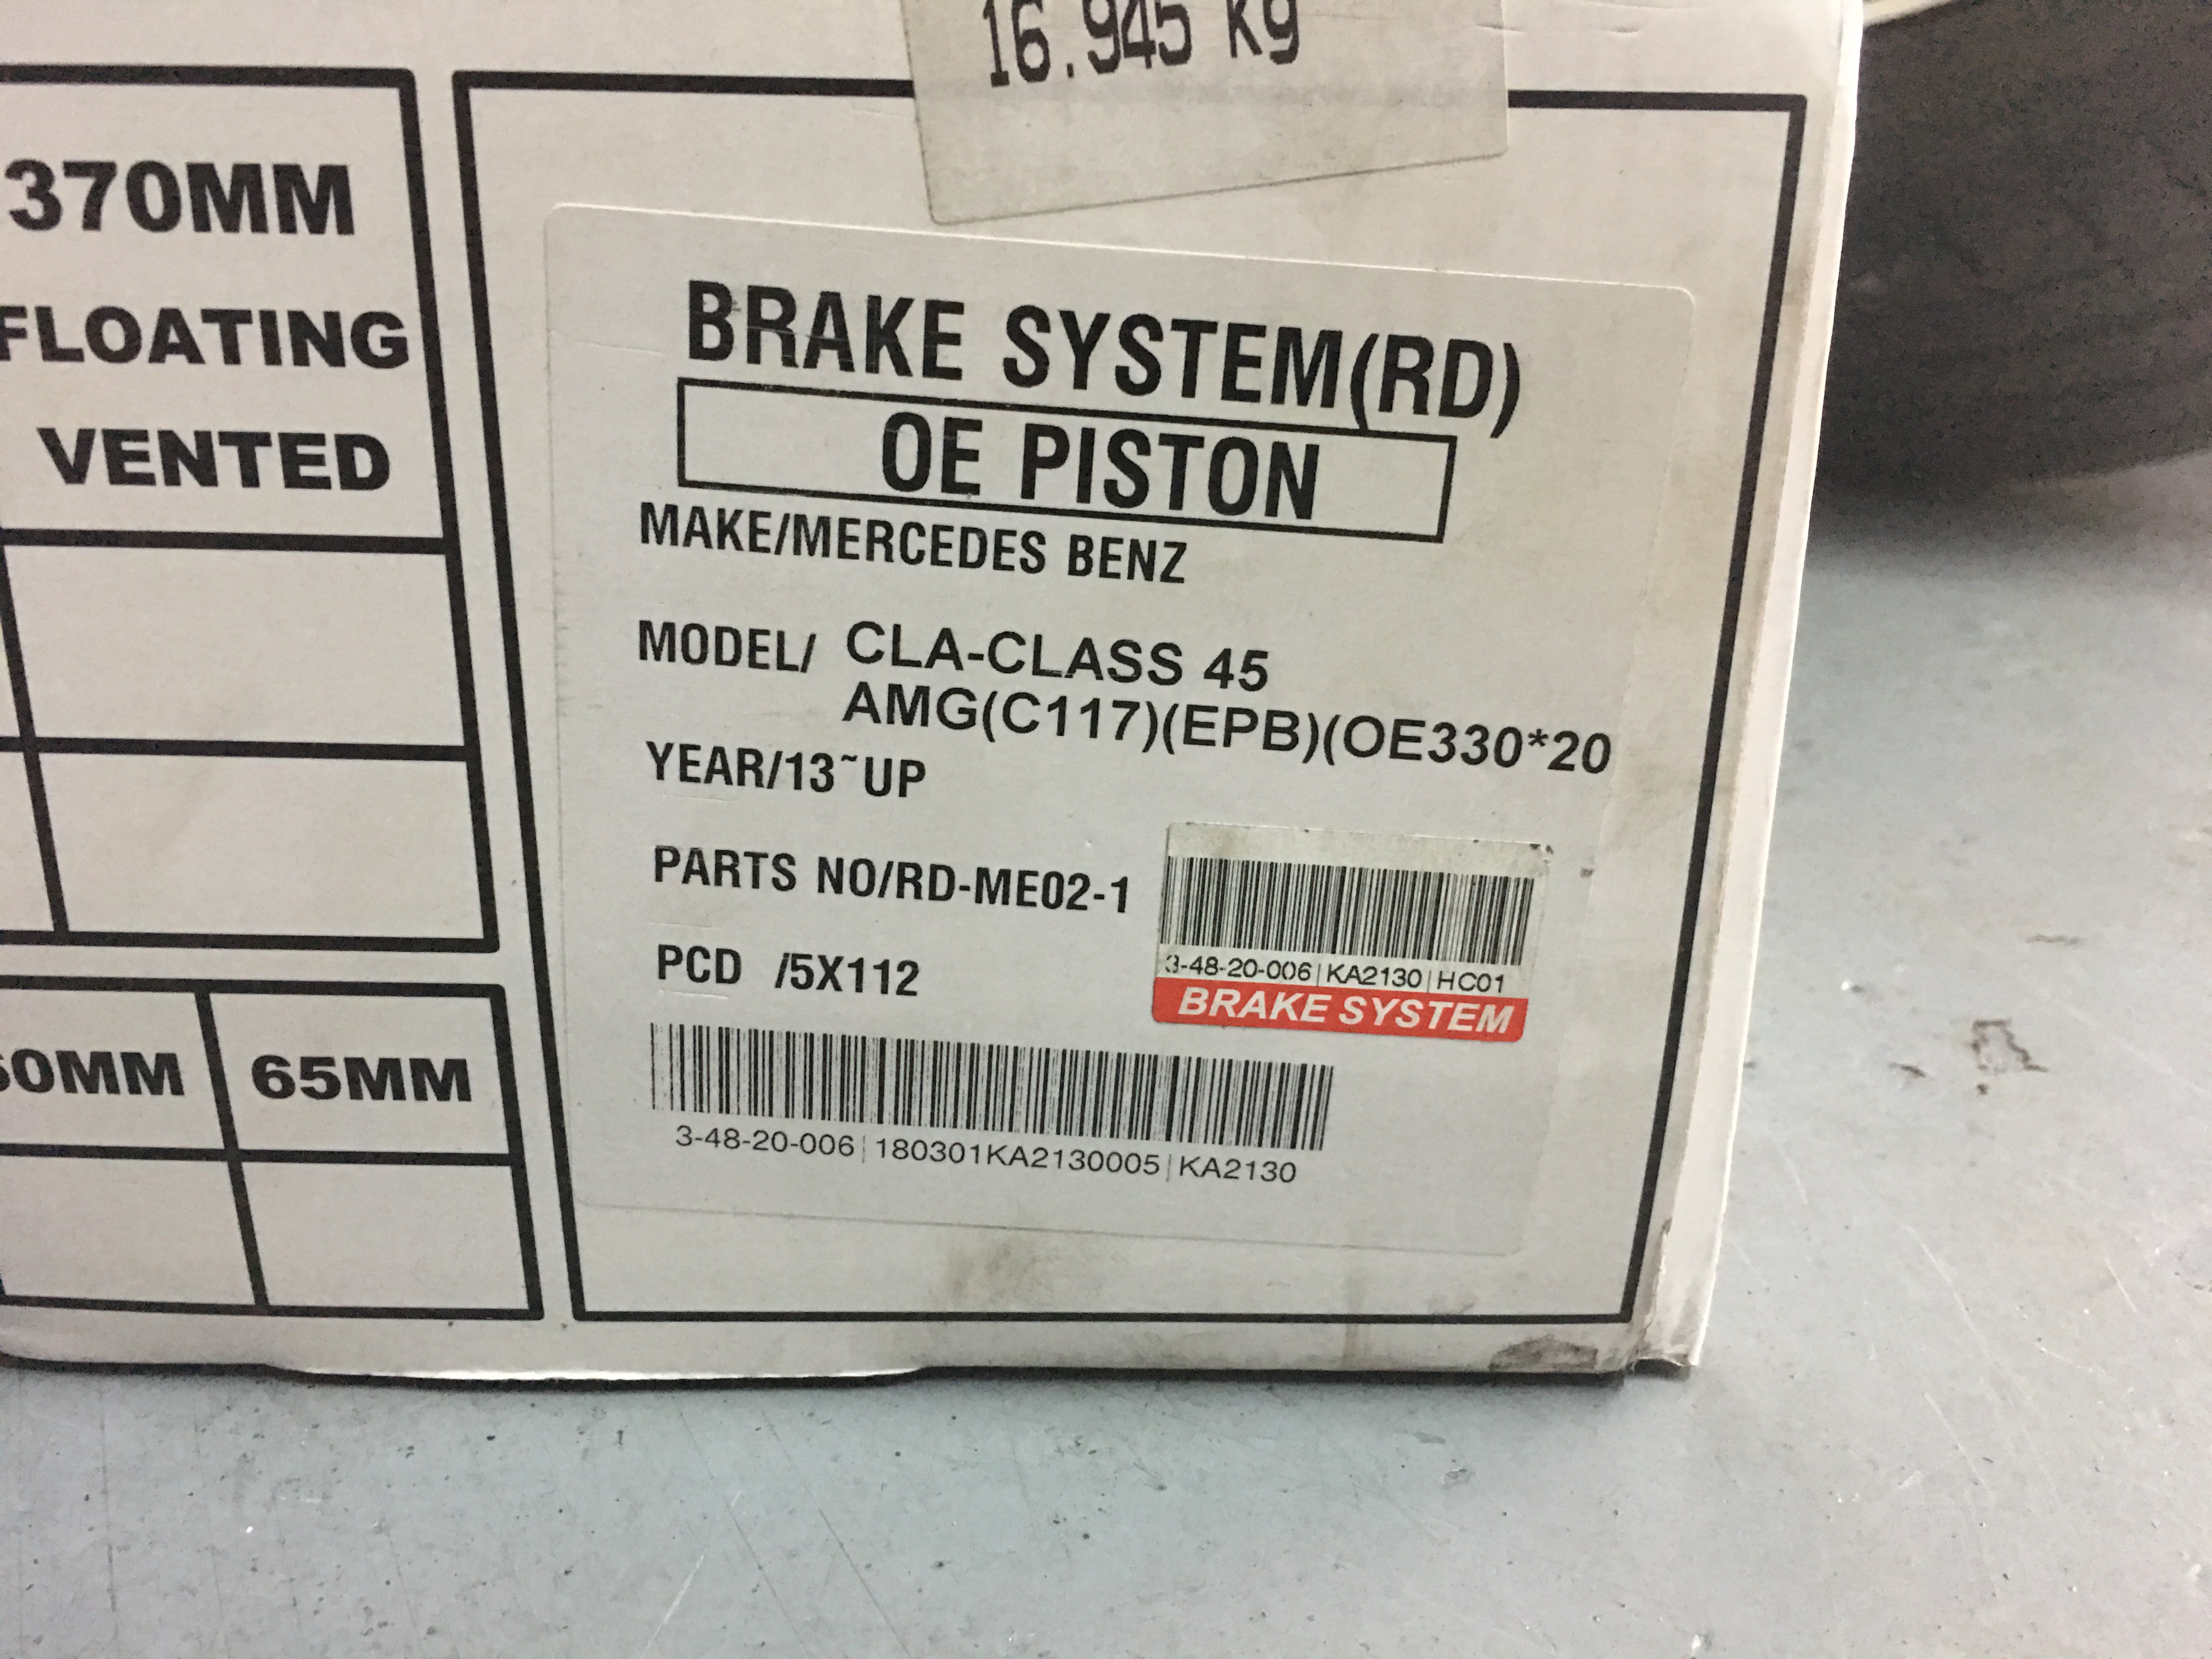 16.945 kg
370MM
FLOATING
VENTED
65MM
BRAKE SYSTEM(RD)
OE PISTON
MAKE/MERCEDES BENZ
MODEL/ CLA-CLASS 45
AMG(C117)(EPB)(OE330*20
YEAR/13~UP
PARTS NO/RD-ME02-1
PCD /5X112
3-48-20-006|KA2130|HC01
BRAKE SYSTEM
3-48-20-006|180301KA2130005|KA2130